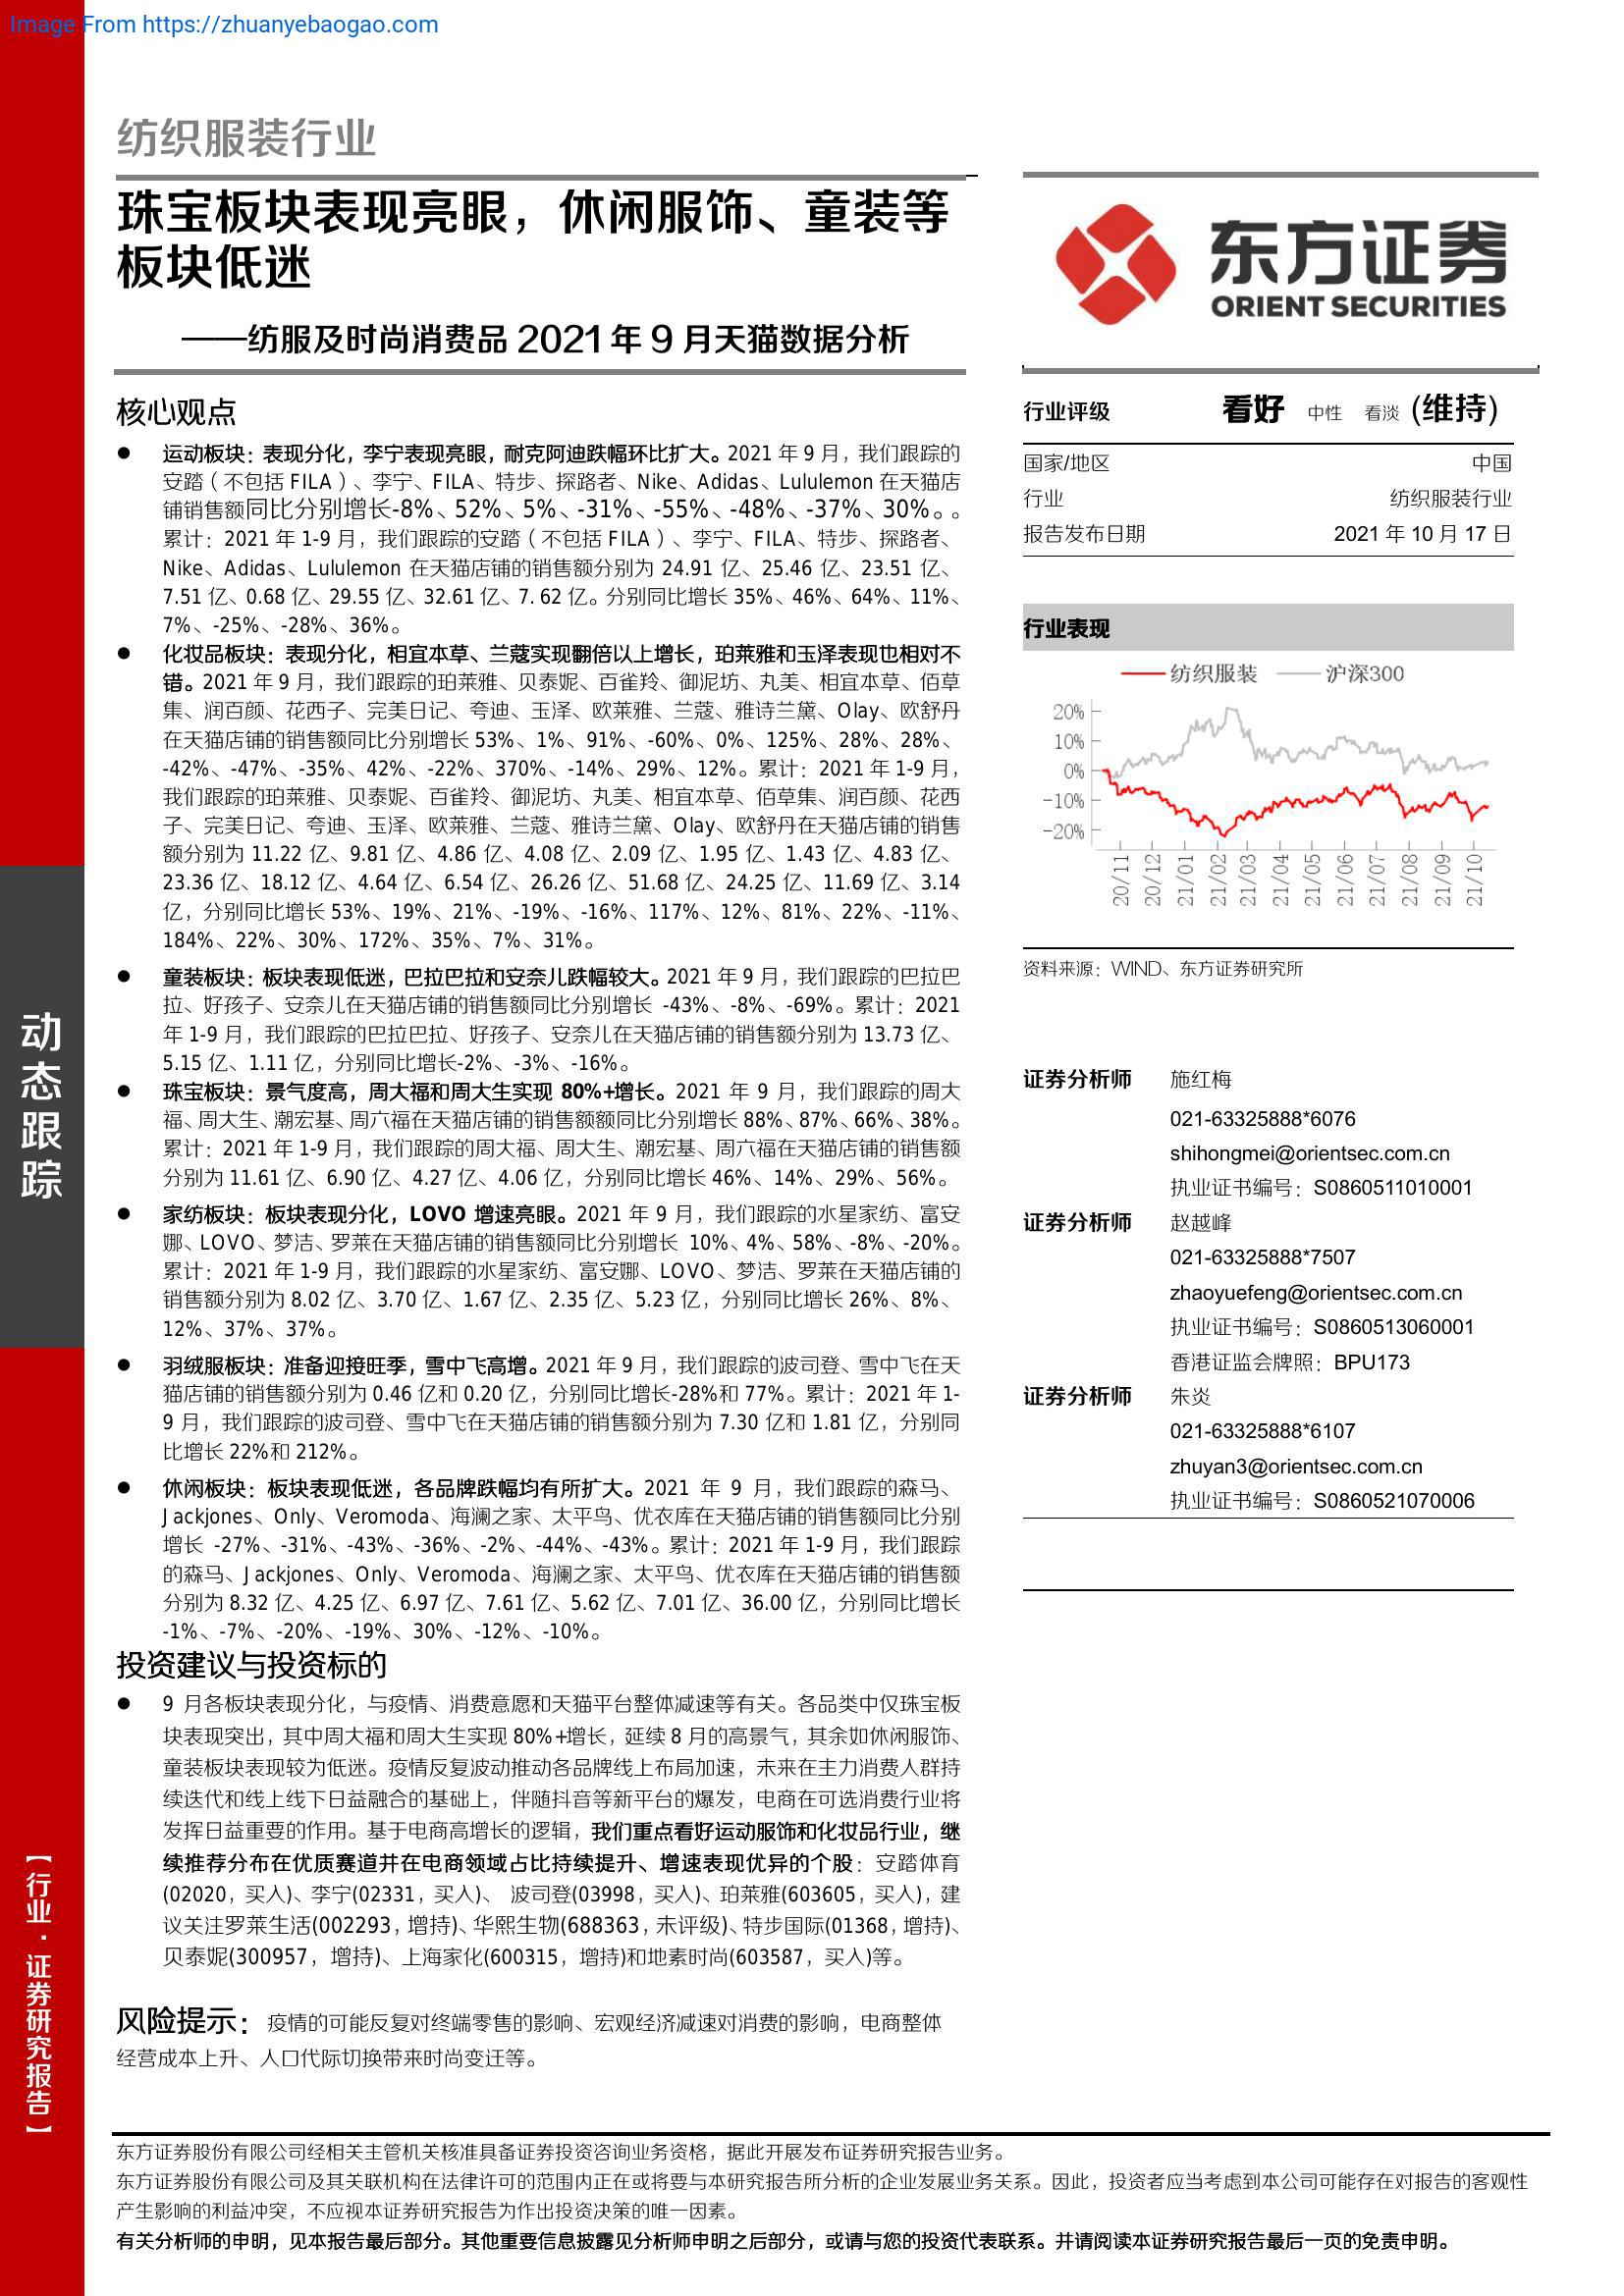 Image From https://zhuanyebaogao.com
纺织服装行业
珠宝板块表现亮眼，休闲服饰、童装等
板块低迷
——纺服及时尚消费品 2021 年 9 月天猫数据分析
核心观点
● 运动板块：表现分化，李宁表现亮眼，耐克阿迪跌幅环比扩大。2021 年 9 月，我们跟踪的
安踏（不包括 FILA）、李宁、FILA、特步、探路者、Nike、Adidas、Lululemon 在天猫店
铺销售额同比分别增长-8%、52%、5%、-31%、-55%、-48%、-37%、30%。。
累计：2021 年 1-9 月，我们跟踪的安踏（不包括 FILA）、李宁、FILA、特步、探路者、
Nike、Adidas、Lululemon 在天猫店铺的销售额分别为 24.91 亿、25.46 亿、23.51 亿、
7.51 亿、0.68 亿、29.55 亿、32.61 亿、7. 62 亿。分别同比增长 35%、46%、64%、11%、
7%、-25%、-28%、36%。
● 化妆品板块：表现分化，相宜本草、兰蔻实现翻倍以上增长，珀莱雅和玉泽表现也相对不
错。2021 年 9 月，我们跟踪的珀莱雅、贝泰妮、百雀羚、御泥坊、丸美、相宜本草、佰草
集、润百颜、花西子、完美日记、夸迪、玉泽、欧莱雅、兰蔻、雅诗兰黛、Olay、欧舒丹
在天猫店铺的销售额同比分别增长 53%、1%、91%、-60%、0%、125%、28%、28%、
-42%、-47%、-35%、42%、-22%、370%、-14%、29%、12%。累计：2021 年 1-9 月，
我们跟踪的珀莱雅、贝泰妮、百雀羚、御泥坊、丸美、相宜本草、佰草集、润百颜、花西
子、完美日记、夸迪、玉泽、欧莱雅、兰蔻、雅诗兰黛、Olay、欧舒丹在天猫店铺的销售
额分别为 11.22 亿、9.81 亿、4.86 亿、4.08 亿、2.09 亿、1.95 亿、1.43 亿、4.83 亿、
23.36 亿、18.12 亿、4.64 亿、6.54 亿、26.26 亿、51.68 亿、24.25 亿、11.69 亿、3.14
亿，分别同比增长 53%、19%、21%、-19%、-16%、117%、12%、81%、22%、-11%、
184%、22%、30%、172%、35%、7%、31%。
● 童装板块：板块表现低迷，巴拉巴拉和安奈儿跌幅较大。2021 年 9 月，我们跟踪的巴拉巴
拉、好孩子、安奈儿在天猫店铺的销售额同比分别增长 -43%、-8%、-69%。累计：2021
年 1-9 月，我们跟踪的巴拉巴拉、好孩子、安奈儿在天猫店铺的销售额分别为 13.73 亿、
5.15 亿、1.11 亿，分别同比增长-2%、-3%、-16%。
● 珠宝板块：景气度高，周大福和周大生实现 80%+增长。2021 年 9 月，我们跟踪的周大
福、周大生、潮宏基、周六福在天猫店铺的销售额额同比分别增长 88%、87%、66%、38%。
累计：2021 年 1-9 月，我们跟踪的周大福、周大生、潮宏基、周六福在天猫店铺的销售额
分别为 11.61 亿、6.90 亿、4.27 亿、4.06 亿，分别同比增长 46%、14%、29%、56%。
● 家纺板块：板块表现分化，LOVO 增速亮眼。2021 年 9 月，我们跟踪的水星家纺、富安
娜、LOVO、梦洁、罗莱在天猫店铺的销售额同比分别增长 10%、4%、58%、-8%、-20%。
累计：2021 年 1-9 月，我们跟踪的水星家纺、富安娜、LOVO、梦洁、罗莱在天猫店铺的
销售额分别为 8.02 亿、3.70 亿、1.67 亿、2.35 亿、5.23 亿，分别同比增长 26%、8%、
12%、37%、37%。
● 羽绒服板块：准备迎接旺季，雪中飞高增。2021 年 9 月，我们跟踪的波司登、雪中飞在天
猫店铺的销售额分别为 0.46 亿和 0.20 亿，分别同比增长-28%和 77%。累计：2021 年 1-
9 月，我们跟踪的波司登、雪中飞在天猫店铺的销售额分别为 7.30 亿和 1.81 亿，分别同
比增长 22%和 212%。
● 休闲板块：板块表现低迷，各品牌跌幅均有所扩大。2021 年 9 月，我们跟踪的森马、
Jackjones、Only、Veromoda、海澜之家、太平鸟、优衣库在天猫店铺的销售额同比分别
增长 -27%、-31%、-43%、-36%、-2%、-44%、-43%。累计：2021 年 1-9 月，我们跟踪
的森马、Jackjones、Only、Veromoda、海澜之家、太平鸟、优衣库在天猫店铺的销售额
分别为 8.32 亿、4.25 亿、6.97 亿、7.61 亿、5.62 亿、7.01 亿、36.00 亿，分别同比增长
-1%、-7%、-20%、-19%、30%、-12%、-10%。
投资建议与投资标的
● 9 月各板块表现分化，与疫情、消费意愿和天猫平台整体减速等有关。各品类中仅珠宝板
块表现突出，其中周大福和周大生实现 80%+增长，延续 8 月的高景气，其余如休闲服饰、
童装板块表现较为低迷。疫情反复波动推动各品牌线上布局加速，未来在主力消费人群持
续迭代和线上线下日益融合的基础上，伴随抖音等新平台的爆发，电商在可选消费行业将
发挥日益重要的作用。基于电商高增长的逻辑，我们重点看好运动服饰和化妆品行业，继
续推荐分布在优质赛道并在电商领域占比持续提升、增速表现优异的个股：安踏体育
(02020，买入)、李宁(02331，买入)、 波司登(03998，买入)、珀莱雅(603605，买入)，建
议关注罗莱生活(002293，增持)、华熙生物(688363，未评级)、特步国际(01368，增持)、
贝泰妮(300957，增持)、上海家化(600315，增持)和地素时尚(603587，买入)等。
风险提示：疫情的可能反复对终端零售的影响、宏观经济减速对消费的影响，电商整体
经营成本上升、人口代际切换带来时尚变迁等。
东方证券
ORIENT SECURITIES
行业评级 看好 中性 看淡 (维持)
国家/地区 中国
行业 纺织服装行业
报告发布日期 2021 年 10 月 17 日
行业表现
纺织服装 沪深300
20%
10%
0%
-10%
-20%
20/11 20/12 21/01 21/02 21/03 21/04 21/05 21/06 21/07 21/08 21/09 21/10
资料来源：WIND、东方证券研究所
证券分析师 施红梅
021-63325888*6076
shihongmei@orientsec.com.cn
执业证书编号：S0860511010001
证券分析师 赵越峰
021-63325888*7507
zhaoyuefeng@orientsec.com.cn
执业证书编号：S0860513060001
香港证监会牌照：BPU173
证券分析师 朱炎
021-63325888*6107
zhuyan3@orientsec.com.cn
执业证书编号：S0860521070006
动态跟踪
【行业·证券研究报告】
东方证券股份有限公司经相关主管机关核准具备证券投资咨询业务资格，据此开展发布证券研究报告业务。
东方证券股份有限公司及其关联机构在法律许可的范围内正在或将要与本研究报告所分析的企业发展业务关系。因此，投资者应当考虑到本公司可能存在对报告的客观性
产生影响的利益冲突，不应视本证券研究报告为作出投资决策的唯一因素。
有关分析师的申明，见本报告最后部分。其他重要信息披露见分析师申明之后部分，或请与您的投资代表联系。并请阅读本证券研究报告最后一页的免责申明。